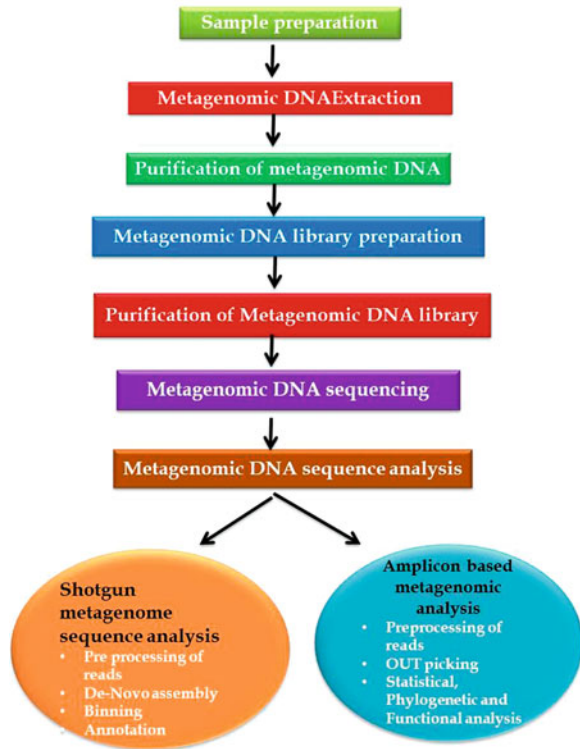 Sample preparation
Metagenomic DNAExtraction
Purification of metagenomic DNA
Metagenomic DNA library preparation
Purification of Metagenomic DNA library
Metagenomic DNA sequencing
Metagenomic DNA sequence analysis
Shotgun
metagenome
sequence analysis
• Pre processing of
reads
• De-Novo assembly
• Binning
• Annotation
Amplicon based
metagenomic
analysis
• Preprocessing of
reads
• OUT picking
• Statistical,
Phylogenetic and
Functional analysis